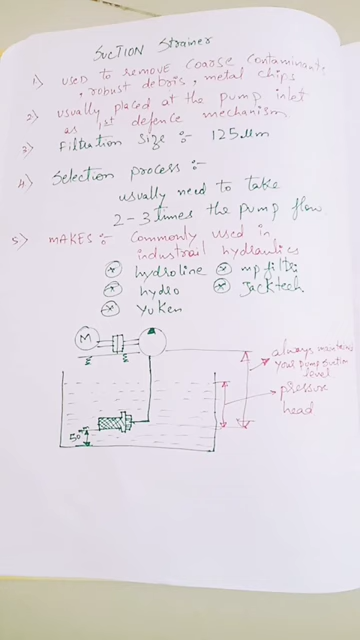 Suction Strainer
1) used to remove coarse contaminants
, robust debris, metal chips
2) usually placed at the pump inlet
as 1st defence mechanism
3) Filtration size :- 125 µm
4) Selection process :-
usually need to take
2-3 times the pump flow
5) MAKES :- Commonly used in
industrail hydraulics
hydroline mp filtri
hydro Jacktech
Yuken
M
always maintained
your pump suction
level
pressure
head
50